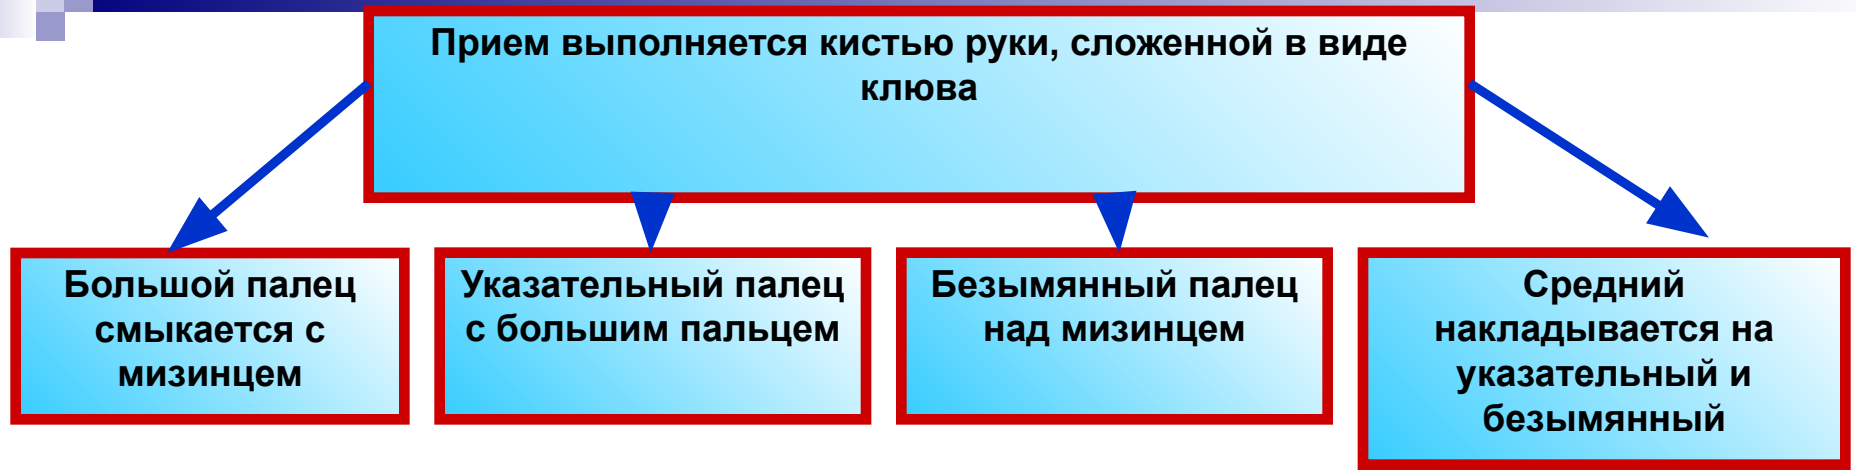 Прием выполняется кистью руки, сложенной в виде
клюва
Большой палец
смыкается с
мизинцем
Указательный палец
с большим пальцем
Безымянный палец
над мизинцем
Средний
накладывается на
указательный и
безымянный